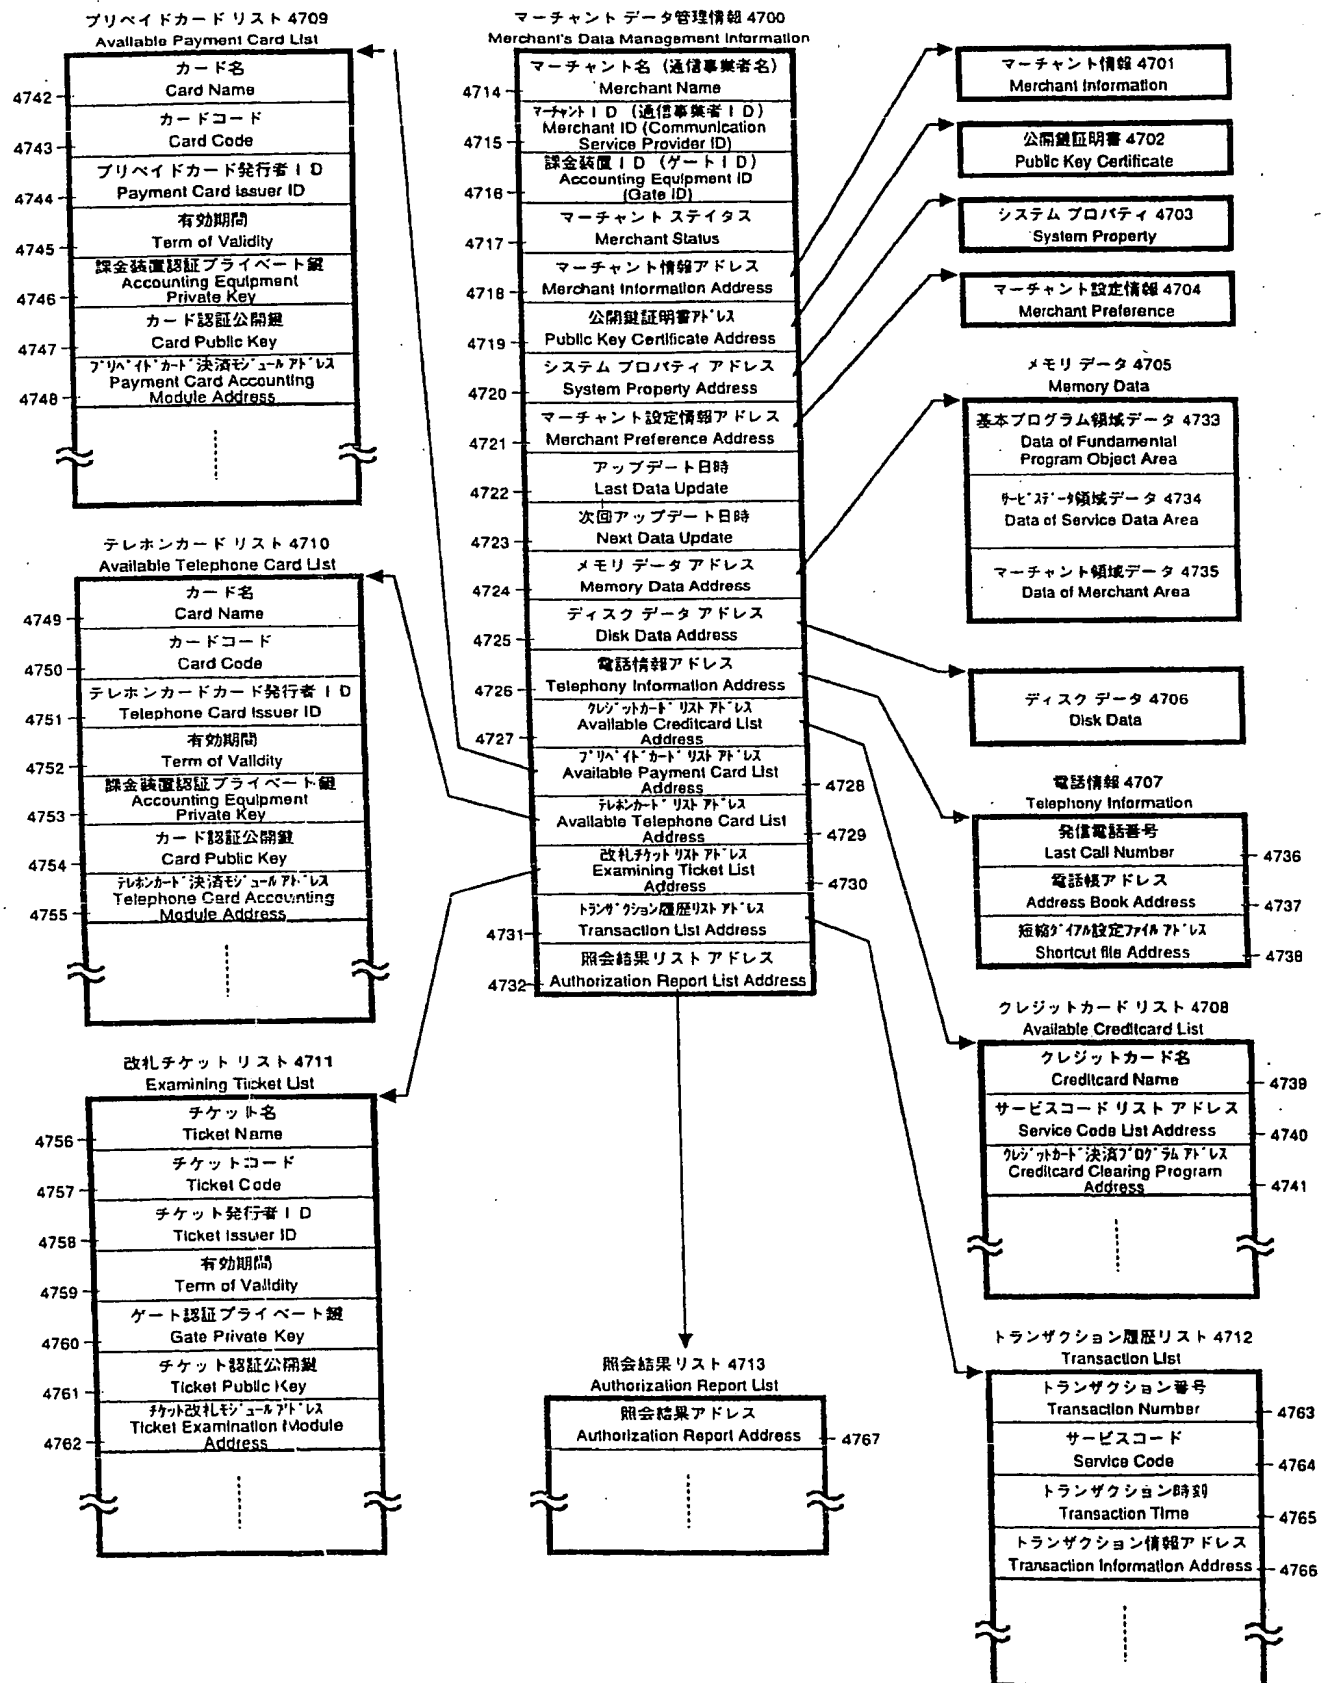 プリペイドカード リスト 4709
Available Payment Card List
カード名
Card Name
4742
カードコード
Card Code
4743
プリペイドカード発行者ID
Payment Card Issuer ID
4744
有効期間
Term of Validity
4745
課金装置認証プライベート鍵
Accounting Equipment
Private Key
4746
カード認証公開鍵
Card Public Key
4747
プリペイドカード決済モジュールアドレス
Payment Card Accounting
Module Address
4748
テレホンカード リスト 4710
Available Telephone Card List
カード名
Card Name
4749
カードコード
Card Code
4750
テレホンカードカード発行者ID
Telephone Card Issuer ID
4751
有効期間
Term of Validity
4752
課金装置認証プライベート鍵
Accounting Equipment
Private Key
4753
カード認証公開鍵
Card Public Key
4754
テレホンカード決済モジュールアドレス
Telephone Card Accounting
Module Address
4755
改札チケット リスト 4711
Examining Ticket List
チケット名
Ticket Name
4756
チケットコード
Ticket Code
4757
チケット発行者ID
Ticket Issuer ID
4758
有効期間
Term of Validity
4759
ゲート認証プライベート鍵
Gate Private Key
4760
チケット認証公開鍵
Ticket Public Key
4761
チケット改札モジュールアドレス
Ticket Examination Module
Address
4762
マーチャント データ管理情報 4700
Merchant's Data Management Information
マーチャント名(通信事業者名)
Merchant Name
4714
マーチャントID(通信事業者ID)
Merchant ID (Communication
Service Provider ID)
4715
課金装置ID(ゲートID)
Accounting Equipment ID
(Gate ID)
4716
マーチャント ステイタス
Merchant Status
4717
マーチャント情報アドレス
Merchant Information Address
4718
公開鍵証明書アドレス
Public Key Certificate Address
4719
システム プロパティ アドレス
System Property Address
4720
マーチャント設定情報アドレス
Merchant Preference Address
4721
アップデート日時
Last Data Update
4722
次回アップデート日時
Next Data Update
4723
メモリ データ アドレス
Memory Data Address
4724
ディスク データ アドレス
Disk Data Address
4725
電話情報アドレス
Telephony Information Address
4726
クレジットカード リスト アドレス
Available Creditcard List
Address
4727
プリペイドカード リスト アドレス
Available Payment Card List
Address
4728
テレホンカード リスト アドレス
Available Telephone Card List
Address
4729
改札チケット リスト アドレス
Examining Ticket List
Address
4730
トランザクション履歴リスト アドレス
Transaction List Address
4731
照会結果リスト アドレス
Authorization Report List Address
4732
照会結果リスト 4713
Authorization Report List
照会結果アドレス
Authorization Report Address
4767
マーチャント情報 4701
Merchant Information
公開鍵証明書 4702
Public Key Certificate
システム プロパティ 4703
System Property
マーチャント設定情報 4704
Merchant Preference
メモリ データ 4705
Memory Data
基本プログラム領域データ 4733
Data of Fundamental
Program Object Area
サービスデータ領域データ 4734
Data of Service Data Area
マーチャント領域データ 4735
Data of Merchant Area
ディスク データ 4706
Disk Data
電話情報 4707
Telephony Information
発信電話番号
Last Call Number
4736
電話帳アドレス
Address Book Address
4737
短縮ダイアル設定ファイル アドレス
Shortcut file Address
4738
クレジットカード リスト 4708
Available Creditcard List
クレジットカード名
Creditcard Name
4739
サービスコード リスト アドレス
Service Code List Address
4740
クレジットカード決済プログラム アドレス
Creditcard Clearing Program
Address
4741
トランザクション履歴リスト 4712
Transaction List
トランザクション番号
Transaction Number
4763
サービスコード
Service Code
4764
トランザクション時刻
Transaction Time
4765
トランザクション情報アドレス
Transaction Information Address
4766